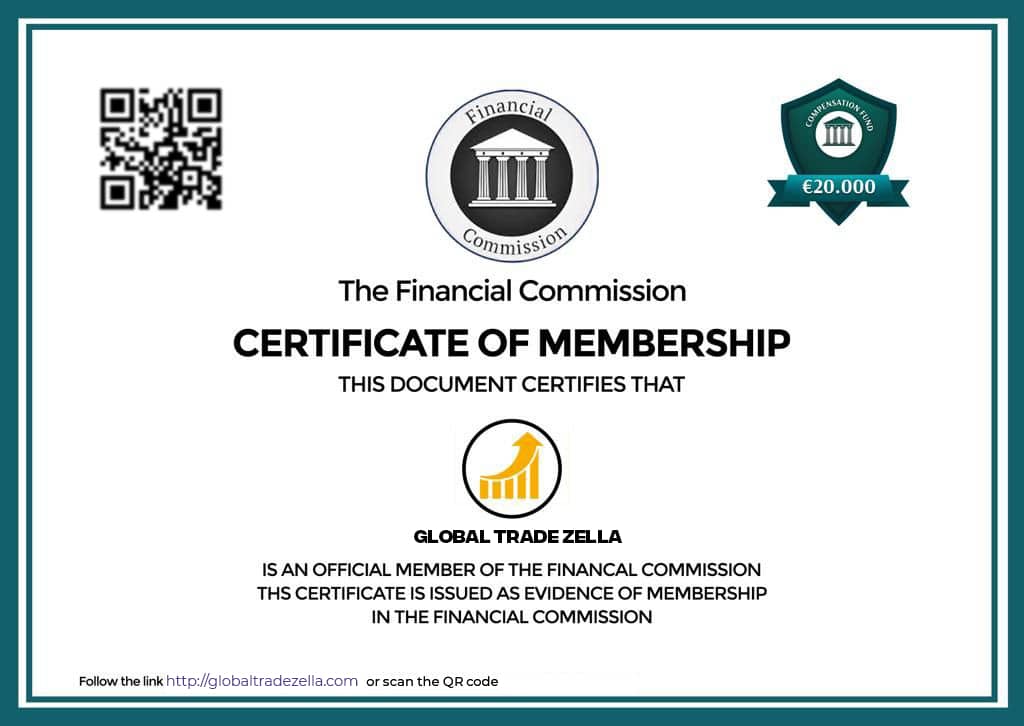 Financial
Commission
COMPENSATION FUND
€20.000
The Financial Commission
CERTIFICATE OF MEMBERSHIP
THIS DOCUMENT CERTIFIES THAT
GLOBAL TRADE ZELLA
IS AN OFFICIAL MEMBER OF THE FINANCAL COMMISSION
THS CERTIFICATE IS ISSUED AS EVIDENCE OF MEMBERSHIP
IN THE FINANCIAL COMMISSION
Follow the link http://globaltradezella.com or scan the QR code